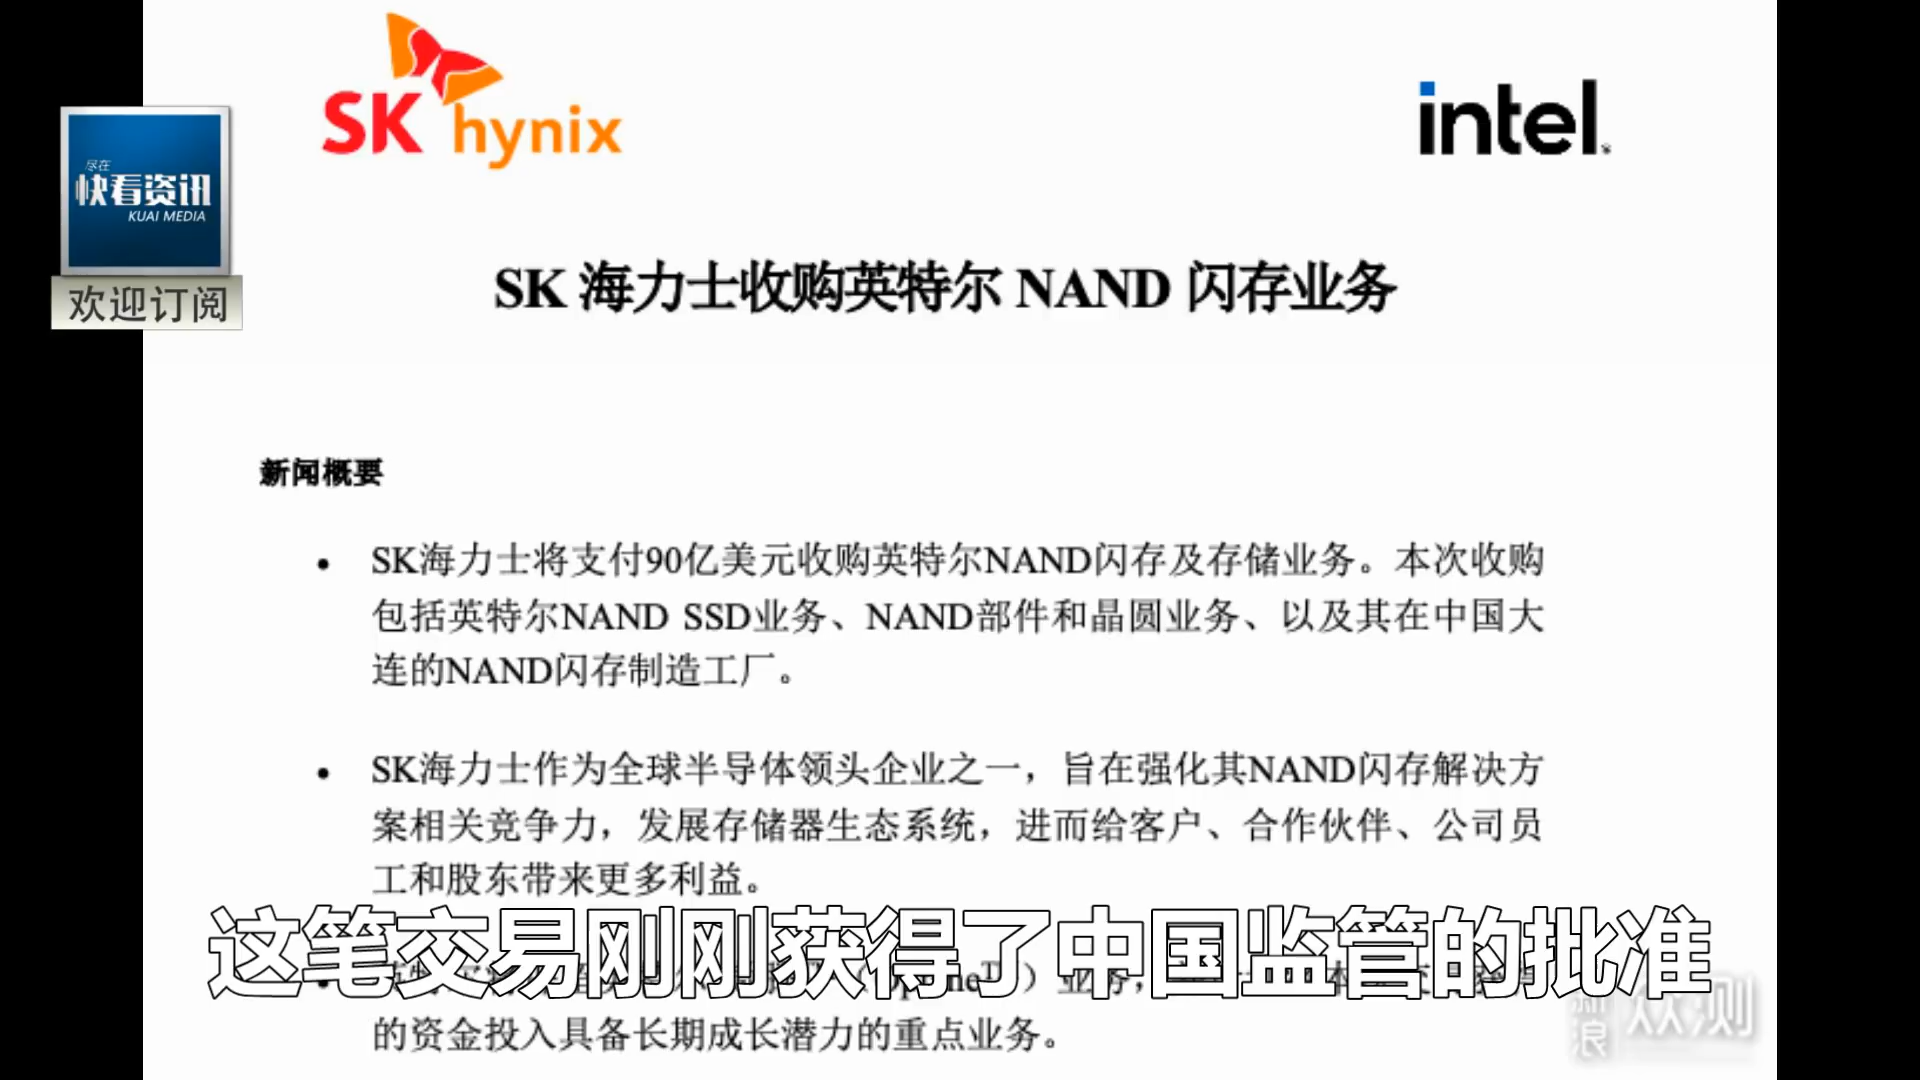 SK hynix
intel
尽在
快看资讯
KUAI MEDIA
欢迎订阅
SK 海力士收购英特尔 NAND 闪存业务
新闻概要
• SK海力士将支付90亿美元收购英特尔NAND闪存及存储业务。本次收购
包括英特尔NAND SSD业务、NAND部件和晶圆业务、以及其在中国大
连的NAND闪存制造工厂。
• SK海力士作为全球半导体领头企业之一，旨在强化其NAND闪存解决方
案相关竞争力，发展存储器生态系统，进而给客户、合作伙伴、公司员
工和股东带来更多利益。
这笔交易刚刚获得了中国监管的批准
的资金投入具备长期成长潜力的重点业务。
新浪
众测